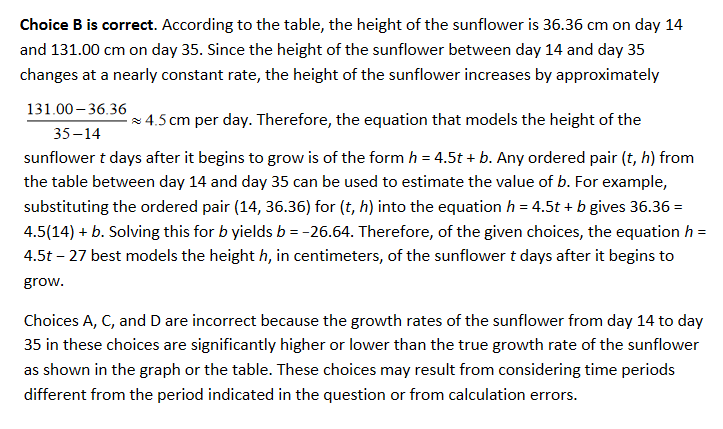 Choice B is correct. According to the table, the height of the sunflower is 36.36 cm on day 14
and 131.00 cm on day 35. Since the height of the sunflower between day 14 and day 35
changes at a nearly constant rate, the height of the sunflower increases by approximately
131.00 – 36.36
35 – 14
≈ 4.5 cm per day. Therefore, the equation that models the height of the
sunflower t days after it begins to grow is of the form h = 4.5t + b. Any ordered pair (t, h) from
the table between day 14 and day 35 can be used to estimate the value of b. For example,
substituting the ordered pair (14, 36.36) for (t, h) into the equation h = 4.5t + b gives 36.36 =
4.5(14) + b. Solving this for b yields b = -26.64. Therefore, of the given choices, the equation h =
4.5t – 27 best models the height h, in centimeters, of the sunflower t days after it begins to
grow.
Choices A, C, and D are incorrect because the growth rates of the sunflower from day 14 to day
35 in these choices are significantly higher or lower than the true growth rate of the sunflower
as shown in the graph or the table. These choices may result from considering time periods
different from the period indicated in the question or from calculation errors.